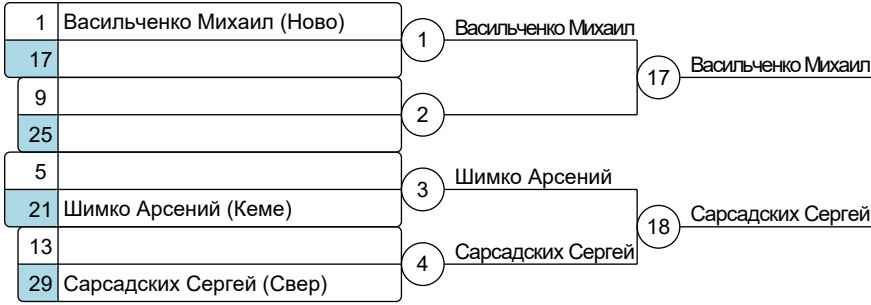 1 Васильченко Михаил (Ново)
1 Васильченко Михаил
17
17 Васильченко Михаил
9
2
25
5
3 Шимко Арсений
21 Шимко Арсений (Кеме)
18 Сарсадских Сергей
13
4 Сарсадских Сергей
29 Сарсадских Сергей (Свер)